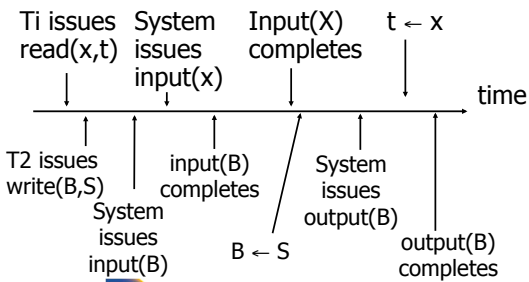 Ti issues
read(x,t)
System
issues
input(x)
Input(X)
completes
t ← x
time
T2 issues
write(B,S)
System
issues
input(B)
input(B)
completes
B ← S
System
issues
output(B)
output(B)
completes